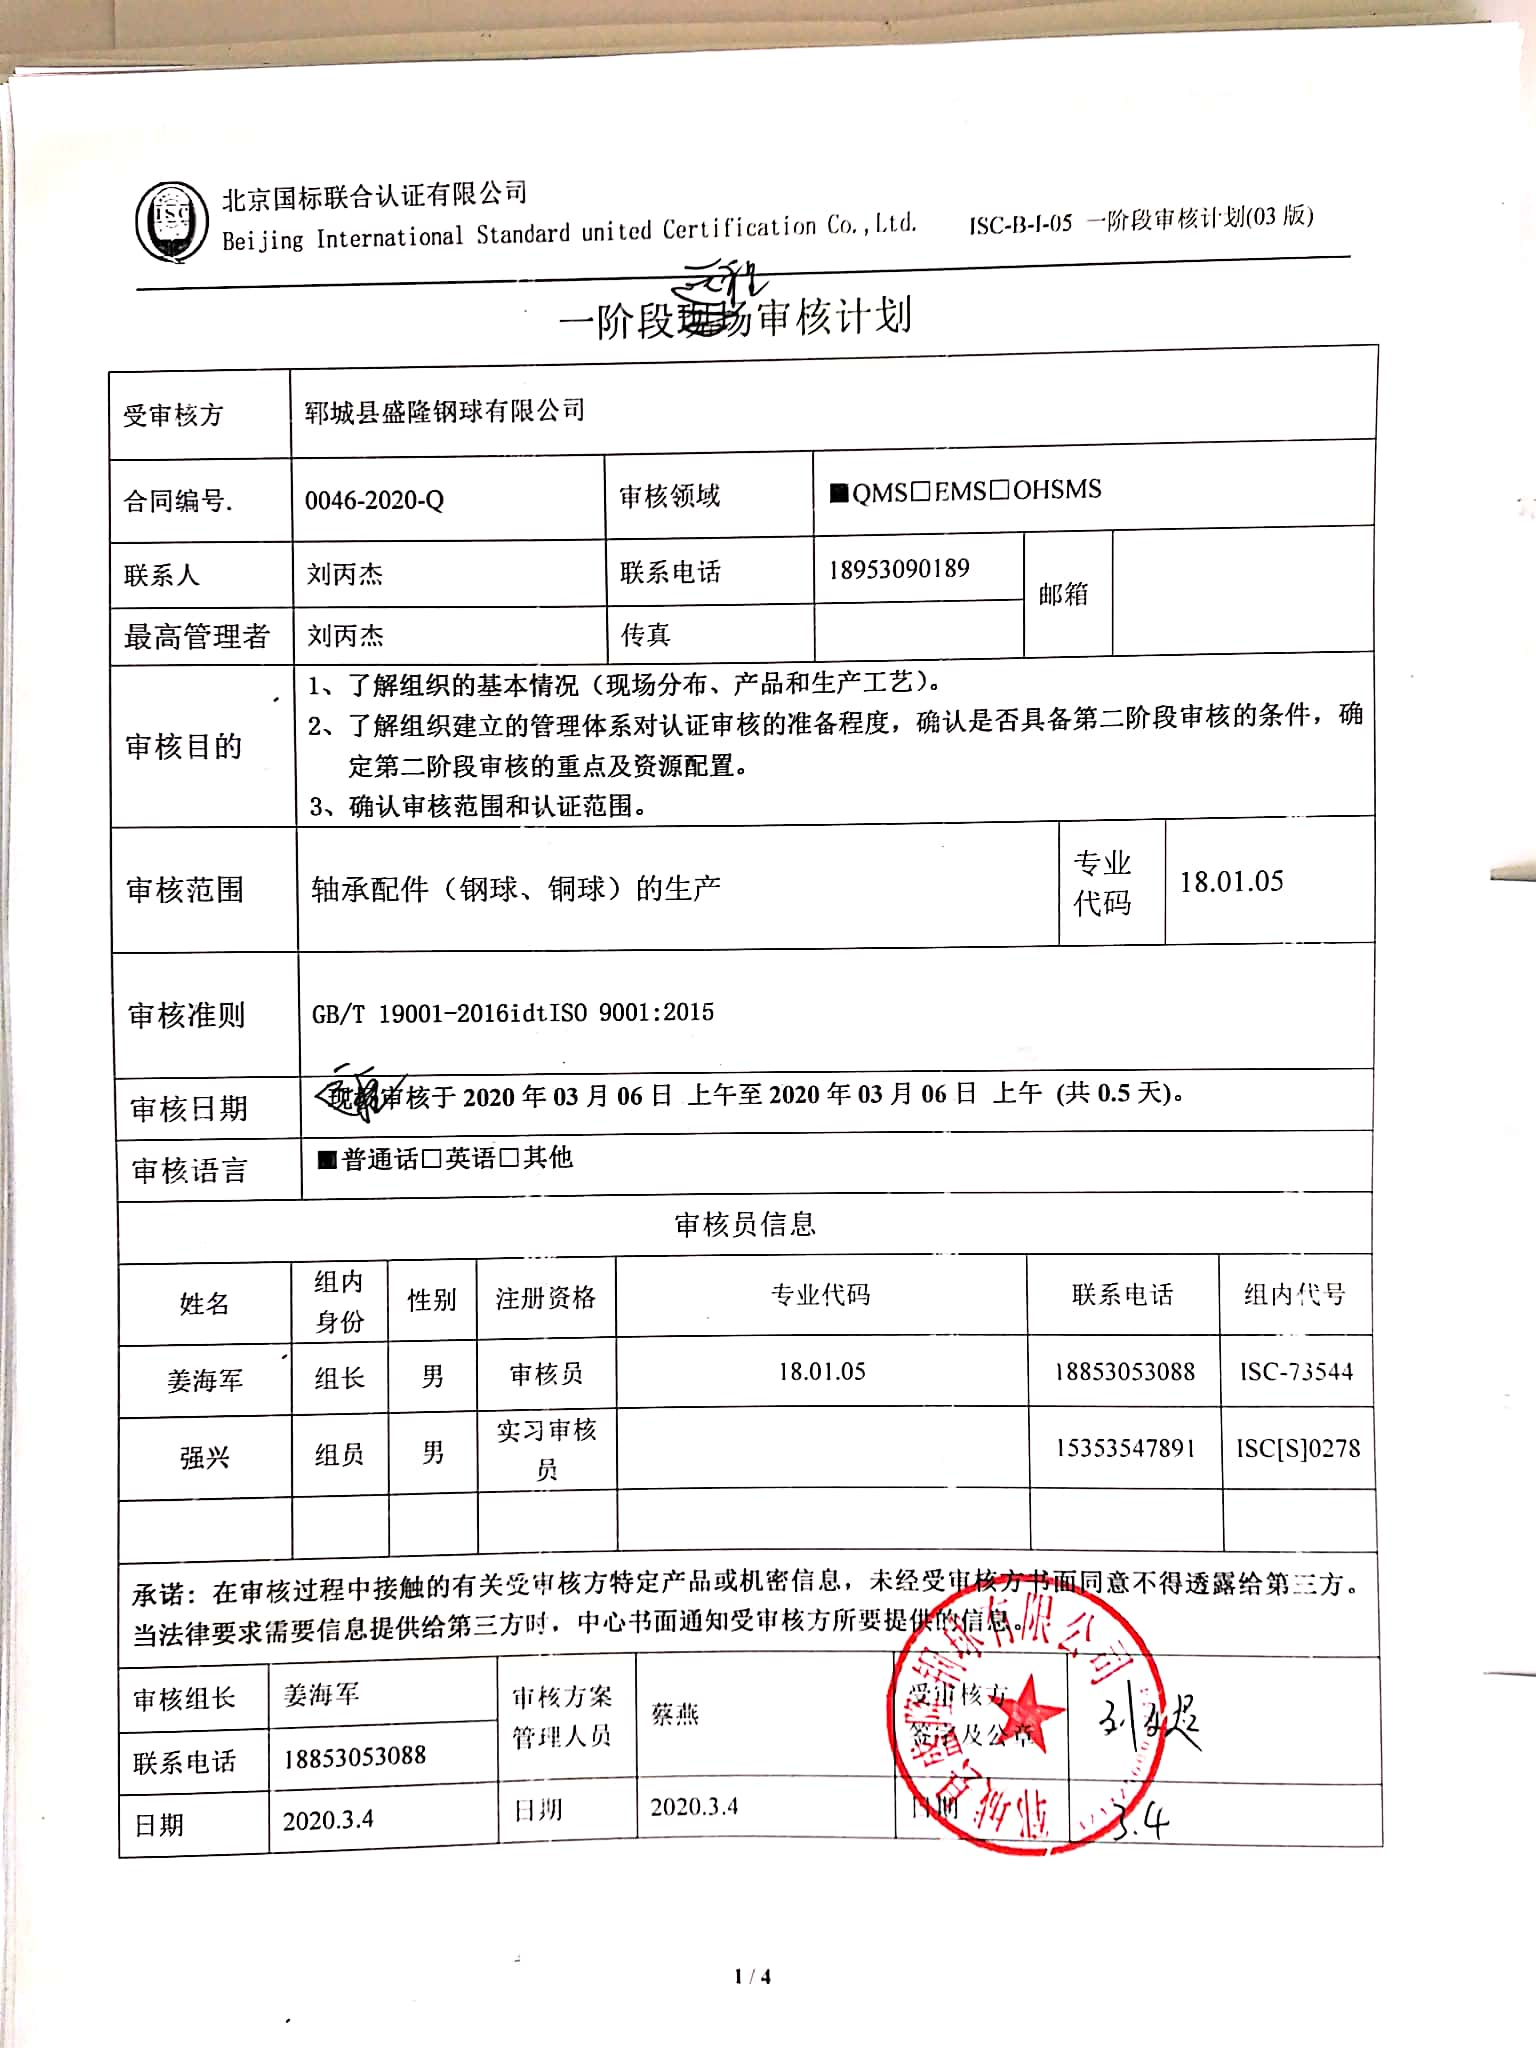 ISC
北京国标联合认证有限公司
Beijing International Standard united Certification Co.,Ltd.
ISC-B-I-05 一阶段审核计划(03 版)
远程
一阶段现场审核计划
受审核方 郓城县盛隆钢球有限公司
合同编号. 0046-2020-Q 审核领域 ■QMS□EMS□OHSMS
联系人 刘丙杰 联系电话 18953090189 邮箱
最高管理者 刘丙杰 传真
审核目的
1、了解组织的基本情况（现场分布、产品和生产工艺）。
2、了解组织建立的管理体系对认证审核的准备程度，确认是否具备第二阶段审核的条件，确
定第二阶段审核的重点及资源配置。
3、确认审核范围和认证范围。
审核范围 轴承配件（钢球、铜球）的生产 专业
代码 18.01.05
审核准则 GB/T 19001-2016idtISO 9001:2015
远程
审核日期 现场审核于 2020 年 03 月 06 日 上午至 2020 年 03 月 06 日 上午 (共 0.5 天)。
审核语言 ■普通话□英语□其他
审核员信息
姓名 组内
身份 性别 注册资格 专业代码 联系电话 组内代号
姜海军 组长 男 审核员 18.01.05 18853053088 ISC-73544
强兴 组员 男 实习审核
员 15353547891 ISC[S]0278
承诺：在审核过程中接触的有关受审核方特定产品或机密信息，未经受审核方书面同意不得透露给第三方。
当法律要求需要信息提供给第三方时，中心书面通知受审核方所要提供的信息。
审核组长 姜海军 审核方案
管理人员 蔡燕 受审核方
签字及公章
联系电话 18853053088
日期 2020.3.4 日期 2020.3.4 日期 3.4
郓城县盛隆钢球有限公司
1 / 4